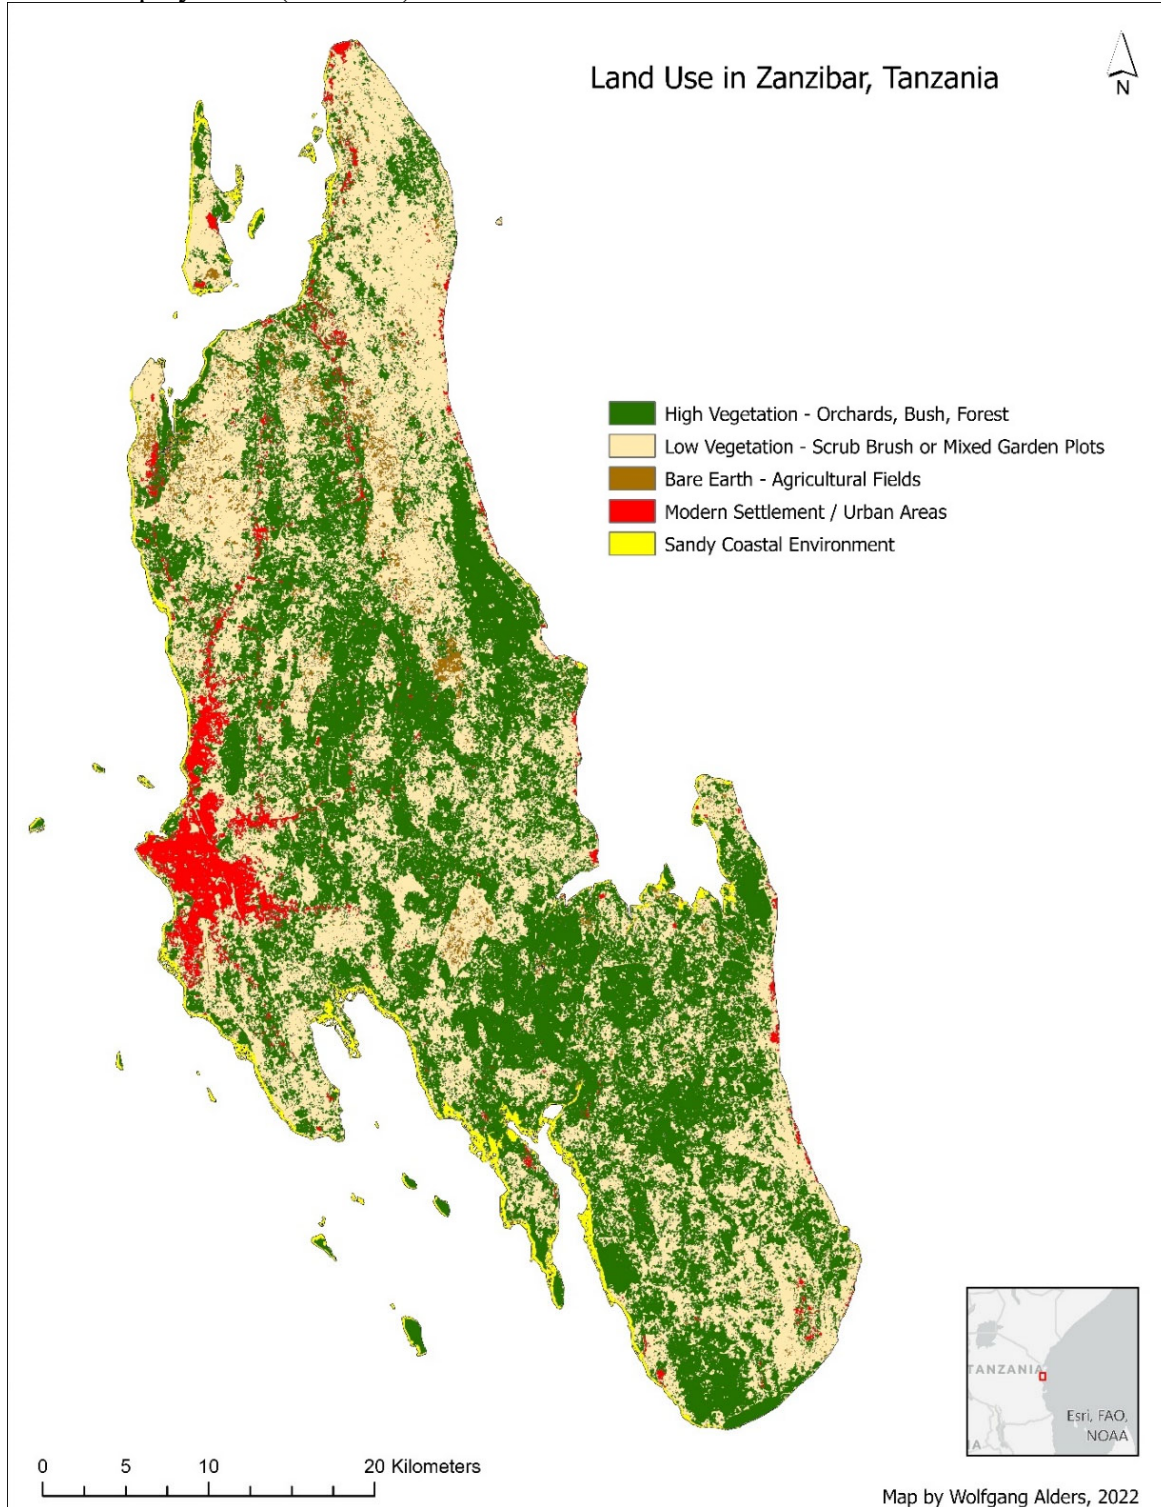 Land Use in Zanzibar, Tanzania
N
High Vegetation - Orchards, Bush, Forest
Low Vegetation - Scrub Brush or Mixed Garden Plots
Bare Earth - Agricultural Fields
Modern Settlement / Urban Areas
Sandy Coastal Environment
TANZANIA
Esri, FAO,
NOAA
IA
0 5 10 20 Kilometers
Map by Wolfgang Alders, 2022